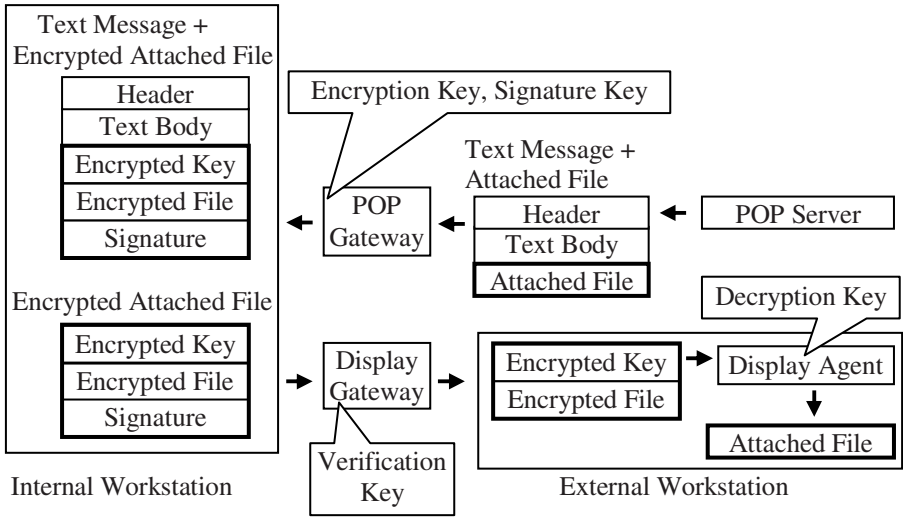 Text Message +
Encrypted Attached File
Header
Text Body
Encrypted Key
Encrypted File
Signature
Encryption Key, Signature Key
POP
Gateway
Text Message +
Attached File
Header
Text Body
Attached File
POP Server
Encrypted Attached File
Encrypted Key
Encrypted File
Signature
Display
Gateway
Verification
Key
Decryption Key
Encrypted Key
Encrypted File
Display Agent
Attached File
Internal Workstation
External Workstation